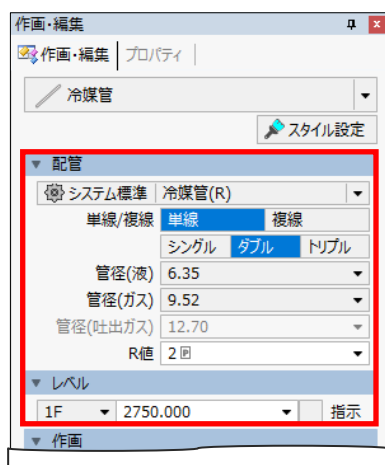 作画・編集
作画・編集 プロパティ
冷媒管
スタイル設定
配管
システム標準 冷媒管(R)
単線/複線 単線 複線
シングル ダブル トリプル
管径(液) 6.35
管径(ガス) 9.52
管径(吐出ガス) 12.70
R値 2 P
レベル
1F 2750.000 指示
作画